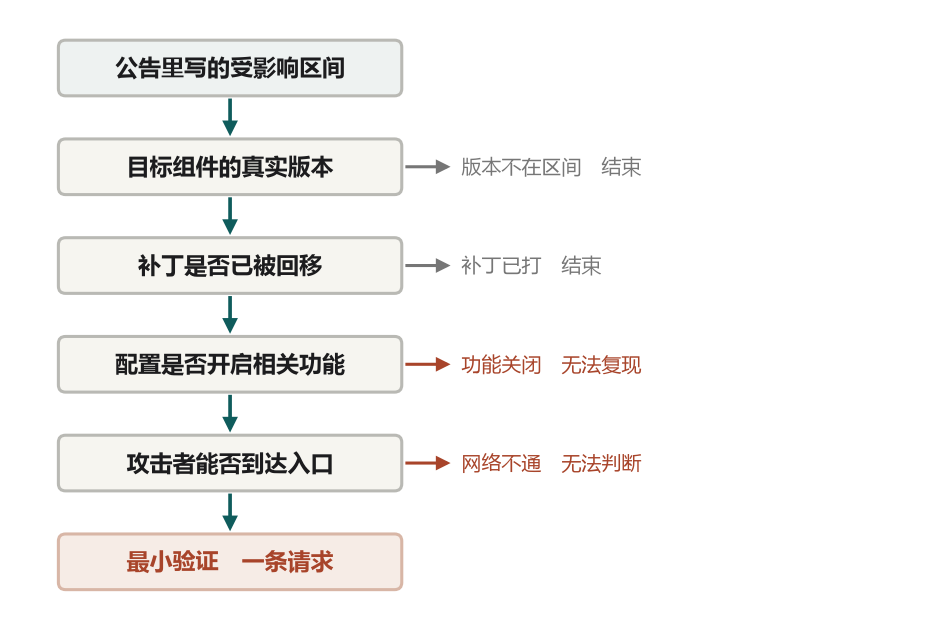 公告里写的受影响区间
目标组件的真实版本
版本不在区间 结束
补丁是否已被回移
补丁已打 结束
配置是否开启相关功能
功能关闭 无法复现
攻击者能否到达入口
网络不通 无法判断
最小验证 一条请求